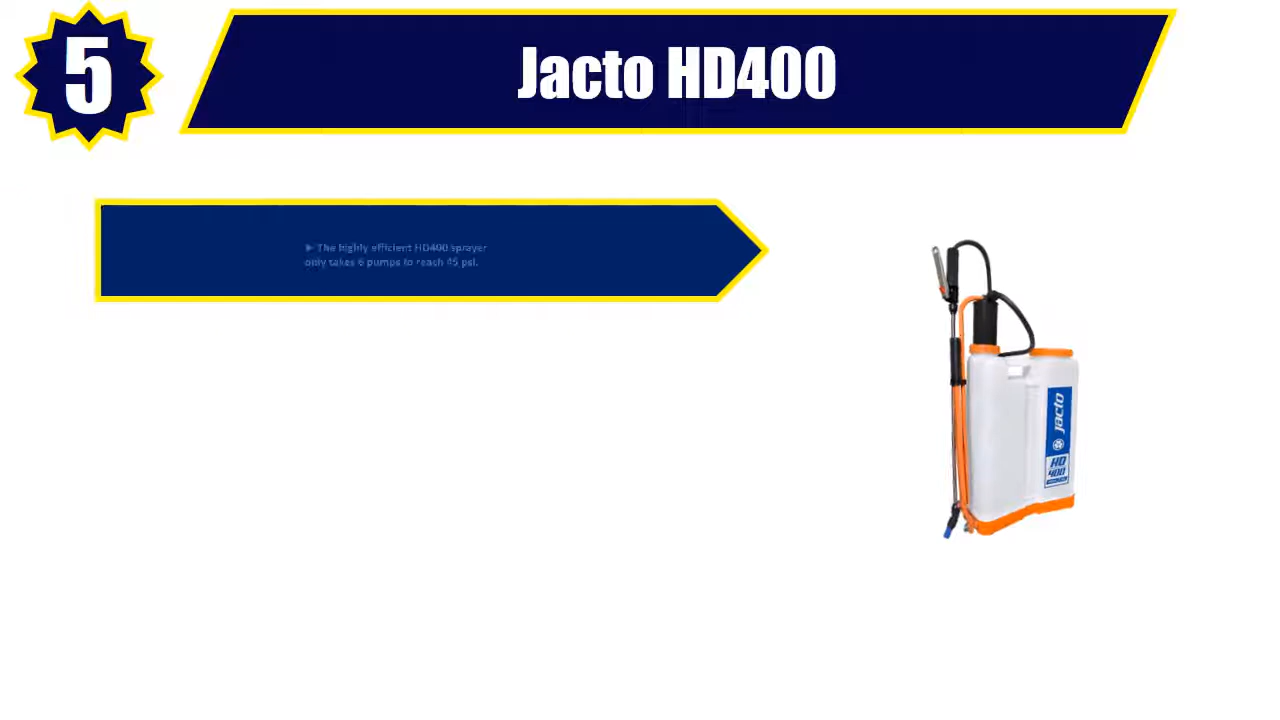 5
Jacto HD400
► The highly efficient HD400 sprayer
only takes 6 pumps to reach 45 psi.
Jacto
HD
400